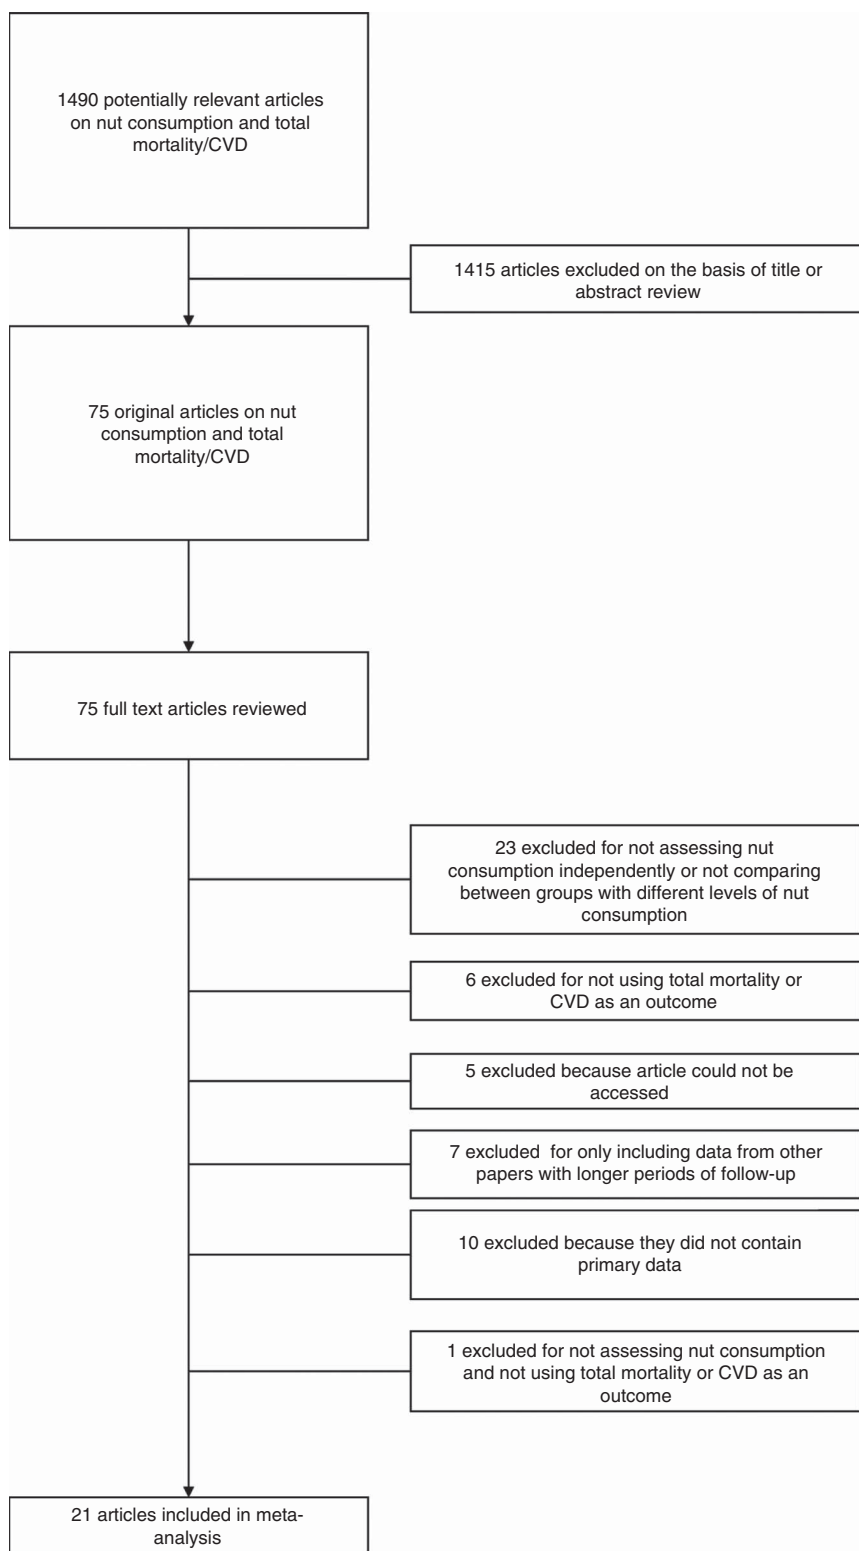 1490 potentially relevant articles
on nut consumption and total
mortality/CVD
1415 articles excluded on the basis of title or
abstract review
75 original articles on nut
consumption and total
mortality/CVD
75 full text articles reviewed
23 excluded for not assessing nut
consumption independently or not comparing
between groups with different levels of nut
consumption
6 excluded for not using total mortality or
CVD as an outcome
5 excluded because article could not be
accessed
7 excluded for only including data from other
papers with longer periods of follow-up
10 excluded because they did not contain
primary data
1 excluded for not assessing nut consumption
and not using total mortality or CVD as an
outcome
21 articles included in meta-
analysis